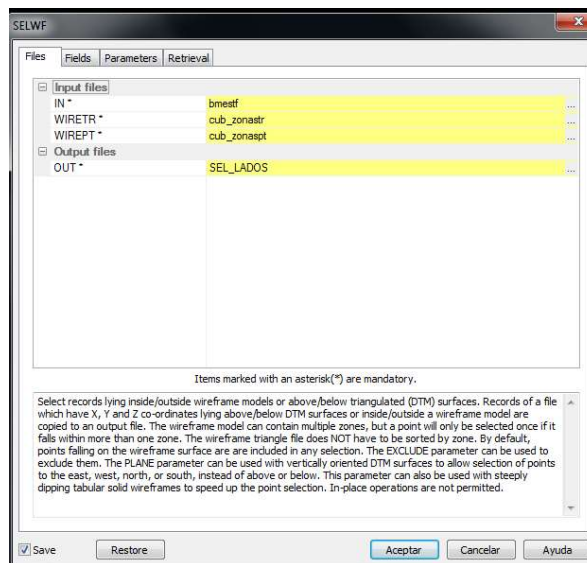 SELWF
Files Fields Parameters Retrieval
Input files
IN * bmestf ...
WIRETR * cub_zonastr ...
WIREPT * cub_zonaspt ...
Output files
OUT * SEL_LADOS ...
Items marked with an asterisk(*) are mandatory.
Select records lying inside/outside wireframe models or above/below triangulated (DTM) surfaces. Records of a file
which have X, Y and Z co-ordinates lying above/below DTM surfaces or inside/outside a wireframe model are
copied to an output file. The wireframe model can contain multiple zones, but a point will only be selected once if it
falls within more than one zone. The wireframe triangle file does NOT have to be sorted by zone. By default,
points falling on the wireframe surface are are included in any selection. The EXCLUDE parameter can be used to
exclude them. The PLANE parameter can be used with vertically oriented DTM surfaces to allow selection of points
to the east, west, north, or south, instead of above or below. This parameter can also be used with steeply
dipping tabular solid wireframes to speed up the point selection. In-place operations are not permitted.
Save Restore Aceptar Cancelar Ayuda